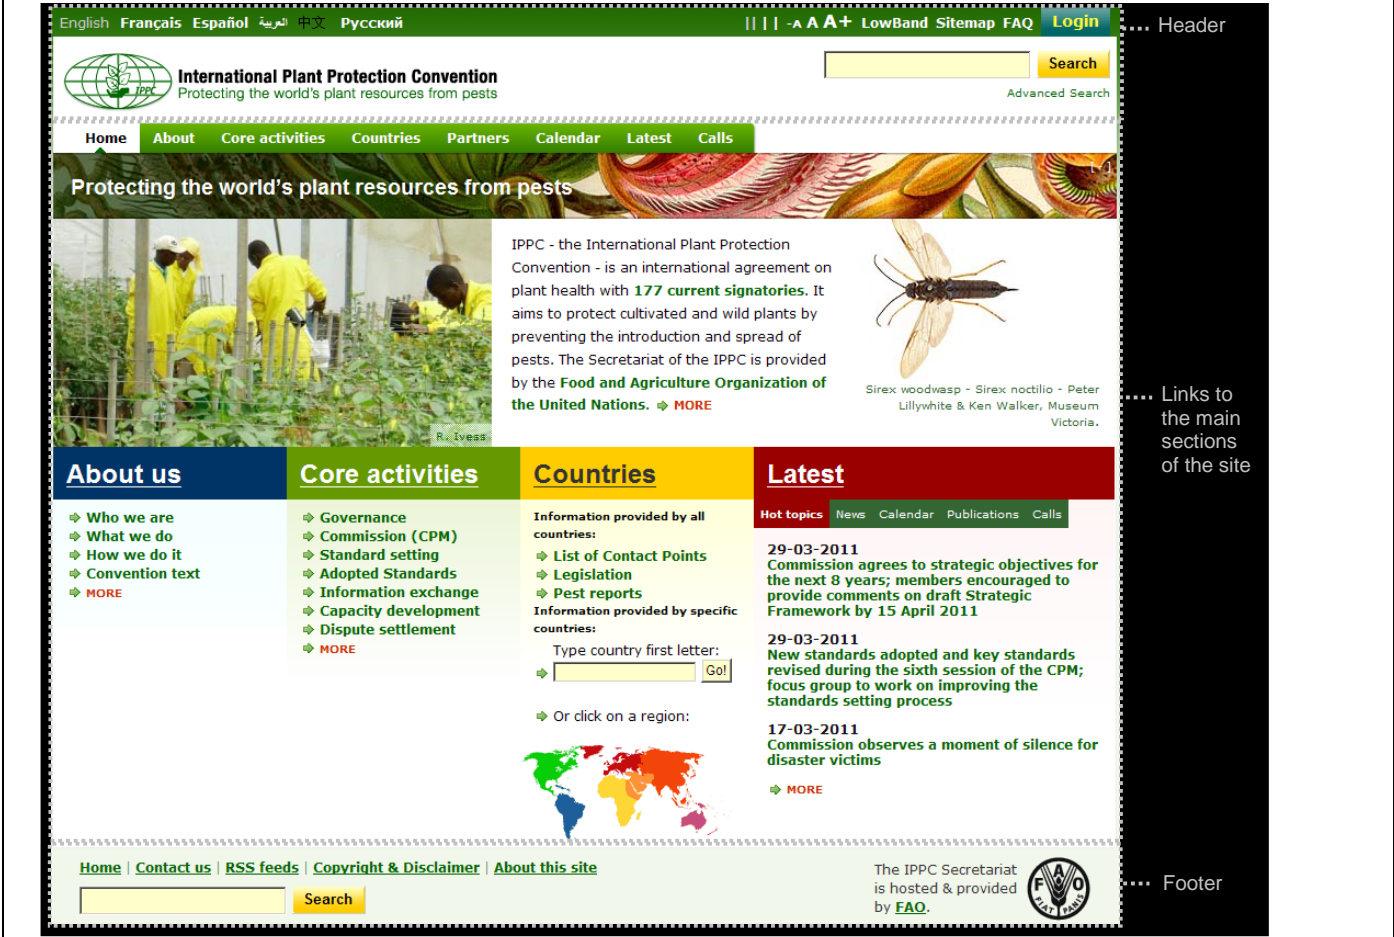 English Français Español العربية 中文 Русский || | | -A A A+ LowBand Sitemap FAQ Login
Header
International Plant Protection Convention
Protecting the world's plant resources from pests
IPPC
Search
Advanced Search
Home About Core activities Countries Partners Calendar Latest Calls
Protecting the world's plant resources from pests
[-]
IPPC - the International Plant Protection
Convention - is an international agreement on
plant health with 177 current signatories. It
aims to protect cultivated and wild plants by
preventing the introduction and spread of
pests. The Secretariat of the IPPC is provided
by the Food and Agriculture Organization of
the United Nations. MORE
R. Ivess
Sirex woodwasp - Sirex noctilio - Peter
Lillywhite & Ken Walker, Museum
Victoria.
Links to
the main
sections
of the site
About us
Who we are
What we do
How we do it
Convention text
MORE
Core activities
Governance
Commission (CPM)
Standard setting
Adopted Standards
Information exchange
Capacity development
Dispute settlement
MORE
Countries
Information provided by all
countries:
List of Contact Points
Legislation
Pest reports
Information provided by specific
countries:
Type country first letter:
Go!
Or click on a region:
Latest
Hot topics News Calendar Publications Calls
29-03-2011
Commission agrees to strategic objectives for
the next 8 years; members encouraged to
provide comments on draft Strategic
Framework by 15 April 2011
29-03-2011
New standards adopted and key standards
revised during the sixth session of the CPM;
focus group to work on improving the
standards setting process
17-03-2011
Commission observes a moment of silence for
disaster victims
MORE
Home | Contact us | RSS feeds | Copyright & Disclaimer | About this site
Search
The IPPC Secretariat
is hosted & provided
by FAO.
FAO
FIAT PANIS
Footer